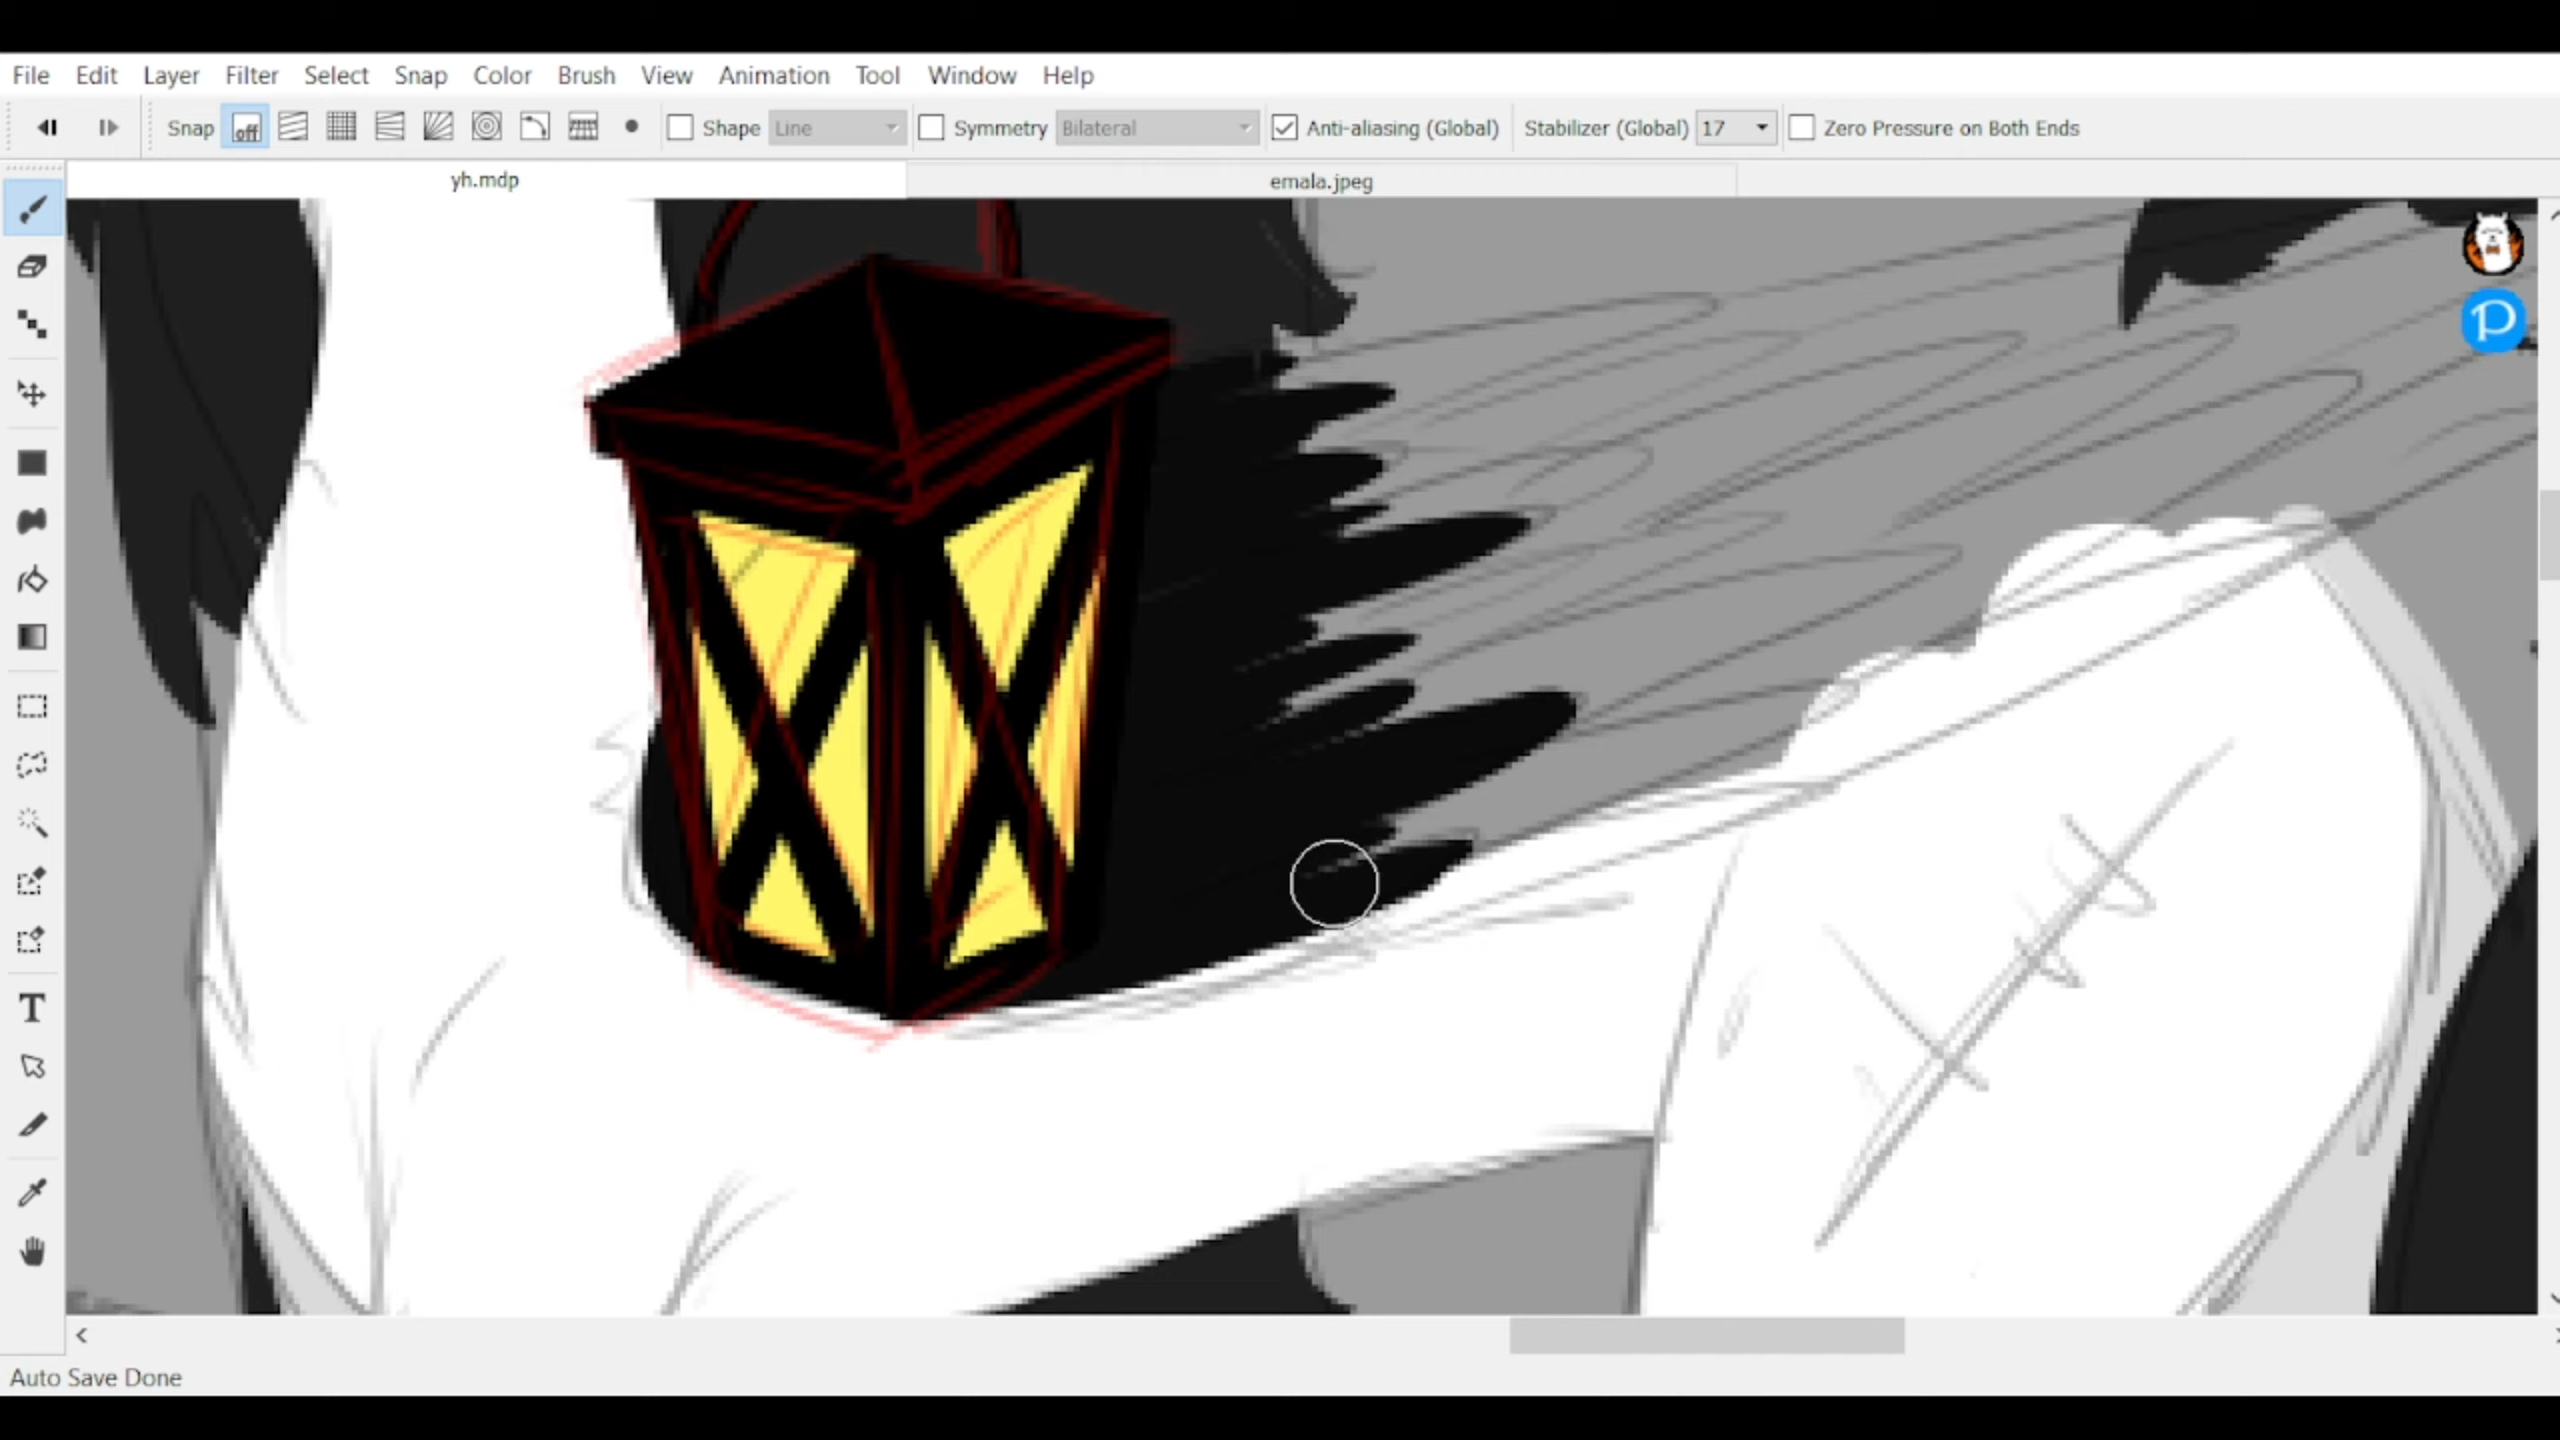 File Edit Layer Filter Select Snap Color Brush View Animation Tool Window Help
Snap off Shape Line Symmetry Bilateral Anti-aliasing (Global) Stabilizer (Global) 17 Zero Pressure on Both Ends
yh.mdp emala.jpeg
P
T
Auto Save Done